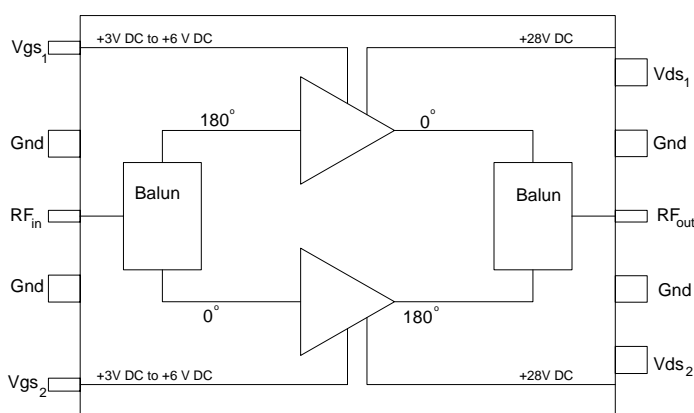 Vgs1
+3V DC to +6 V DC
+28V DC
Vds1
180°
0°
Gnd
Gnd
Balun
Balun
RFin
RFout
Gnd
Gnd
0°
180°
Vgs2
+3V DC to +6 V DC
+28V DC
Vds2